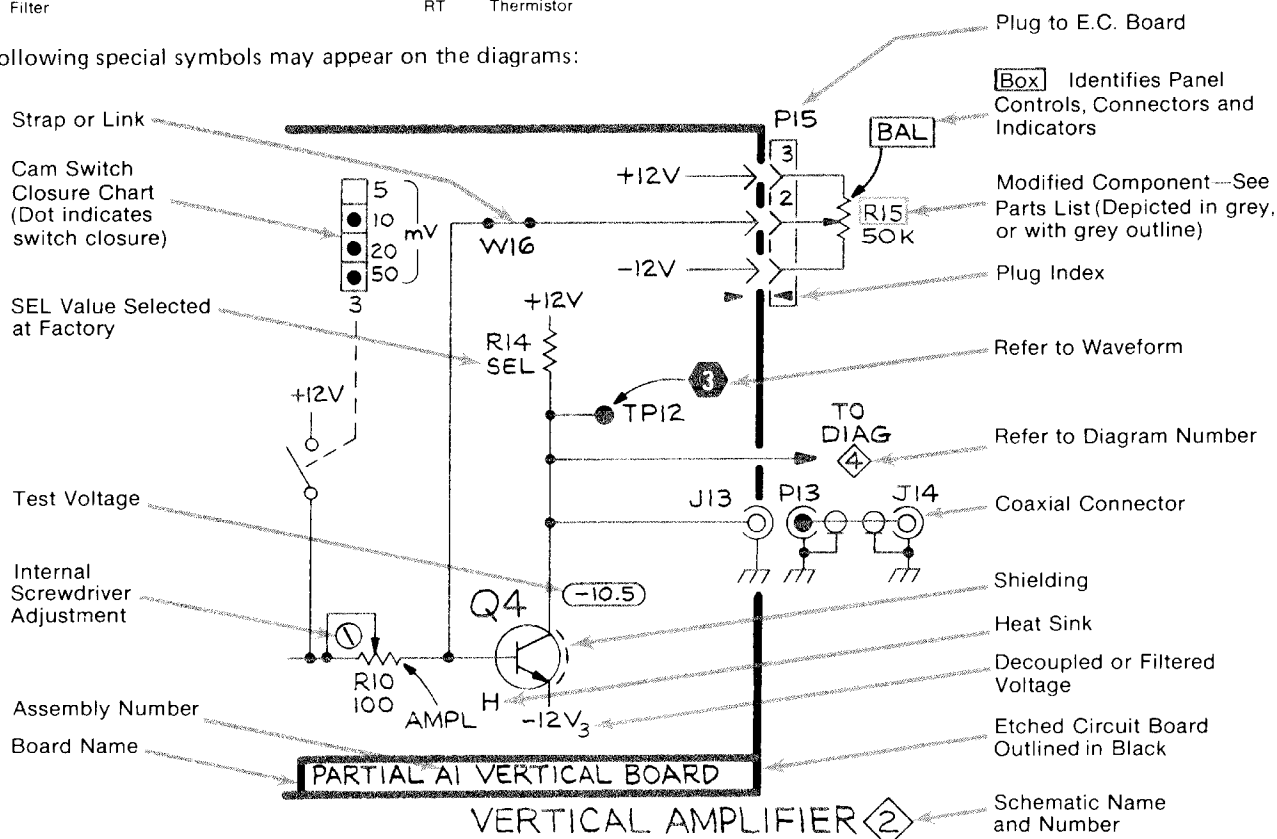 Filter
RT Thermistor
ollowing special symbols may appear on the diagrams:
Strap or Link
Cam Switch
Closure Chart
(Dot indicates
switch closure)
SEL Value Selected
at Factory
Test Voltage
Internal
Screwdriver
Adjustment
Assembly Number
Board Name
5
10
20
50
mV
3
+12V
W16
+12V
-12V
+12V
R14
SEL
3
TP12
TO
DIAG
4
J13
P13
J14
-10.5
Q4
R10
100
AMPL
H
-12V3
P15
3
2
BAL
R15
50K
PARTIAL A1 VERTICAL BOARD
VERTICAL AMPLIFIER 2
Plug to E.C. Board
Box Identifies Panel
Controls, Connectors and
Indicators
Modified Component—See
Parts List (Depicted in grey,
or with grey outline)
Plug Index
Refer to Waveform
Refer to Diagram Number
Coaxial Connector
Shielding
Heat Sink
Decoupled or Filtered
Voltage
Etched Circuit Board
Outlined in Black
Schematic Name
and Number